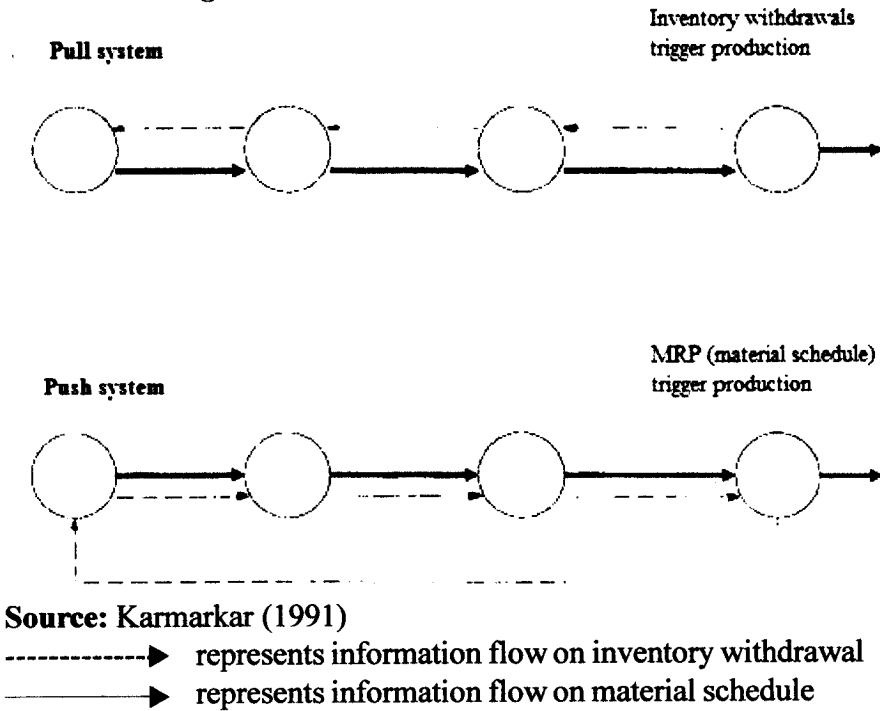 Inventory withdrawals
trigger production
Pull system
MRP (material schedule)
trigger production
Push system
Source: Karmarkar (1991)
represents information flow on inventory withdrawal
represents information flow on material schedule